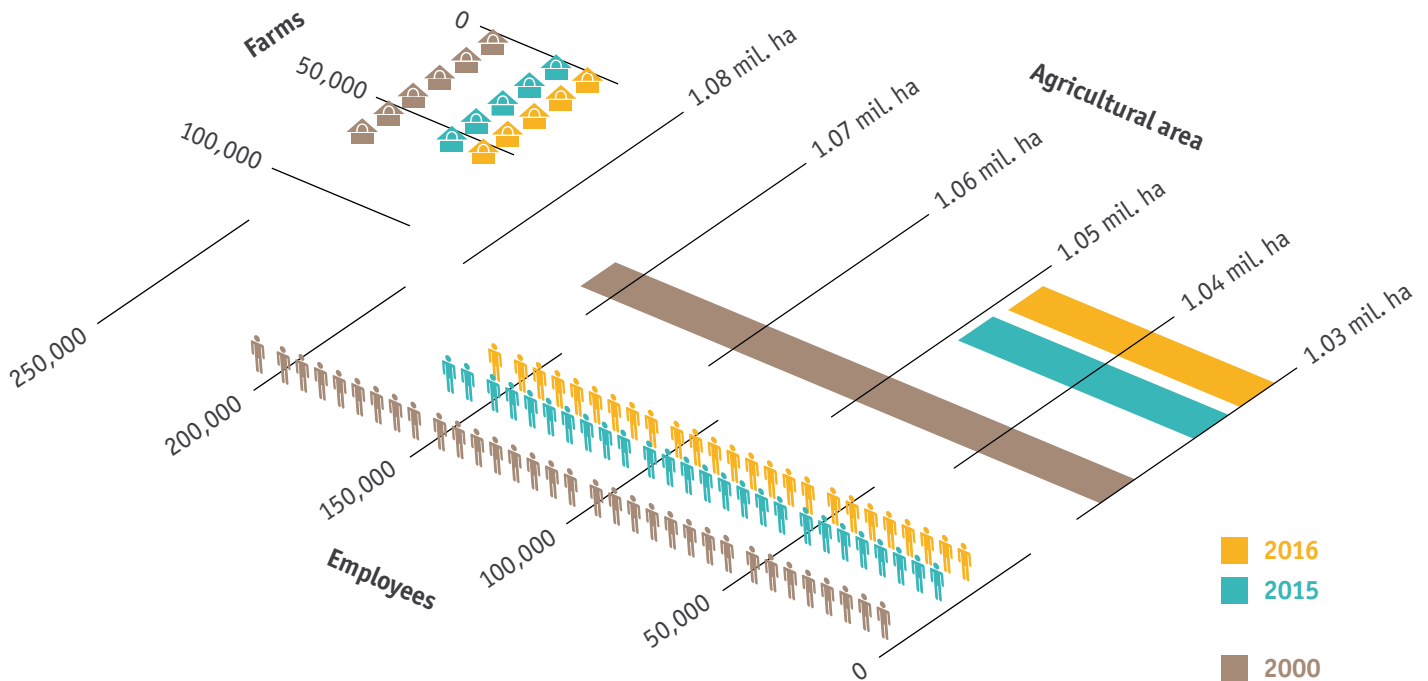 Farms
0
50,000
100,000
Agricultural area
1.08 mil. ha
1.07 mil. ha
1.06 mil. ha
1.05 mil. ha
1.04 mil. ha
1.03 mil. ha
250,000
200,000
150,000
100,000
50,000
0
Employees
2016
2015
2000